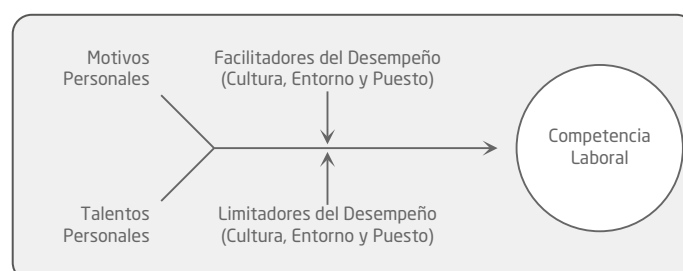 Motivos
Personales
Facilitadores del Desempeño
(Cultura, Entorno y Puesto)
Competencia
Laboral
Talentos
Personales
Limitadores del Desempeño
(Cultura, Entorno y Puesto)